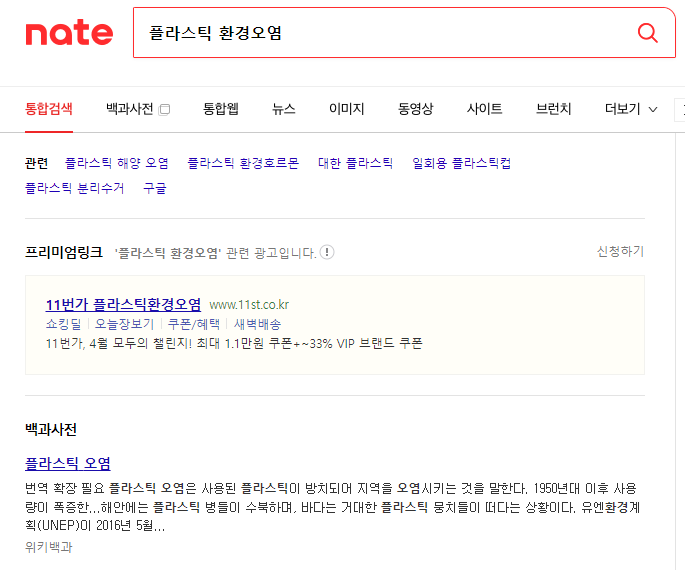 nate
플라스틱 환경오염
통합검색 백과사전 통합웹 뉴스 이미지 동영상 사이트 브런치 더보기
관련 플라스틱 해양 오염 플라스틱 환경호르몬 대한 플라스틱 일회용 플라스틱컵
플라스틱 분리수거 구글
프리미엄링크 '플라스틱 환경오염' 관련 광고입니다. 신청하기
11번가 플라스틱환경오염 www.11st.co.kr
쇼킹딜 오늘장보기 쿠폰/혜택 새벽배송
11번가, 4월 모두의 챌린지! 최대 1.1만원 쿠폰+~33% VIP 브랜드 쿠폰
백과사전
플라스틱 오염
번역 확장 필요 플라스틱 오염은 사용된 플라스틱이 방치되어 지역을 오염시키는 것을 말한다. 1950년대 이후 사용
량이 폭증한...해안에는 플라스틱 병들이 수북하며, 바다는 거대한 플라스틱 뭉치들이 떠다는 상황이다. 유엔환경계
획(UNEP)이 2016년 5월...
위키백과